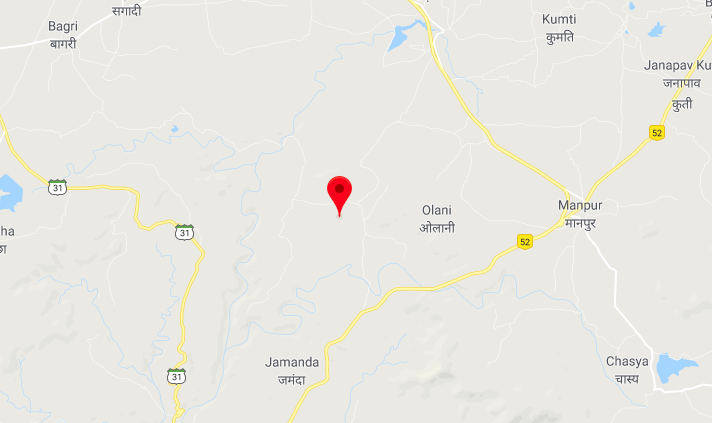 सगादी
Bagri
बागरी
Kumti
कुमति
Janapav Ku
जनापाव
कुती
52
31
Manpur
मानपुर
Olani
ओलानी
31
52
ha
छा
Jamanda
जमंदा
31
Chasya
चास्य